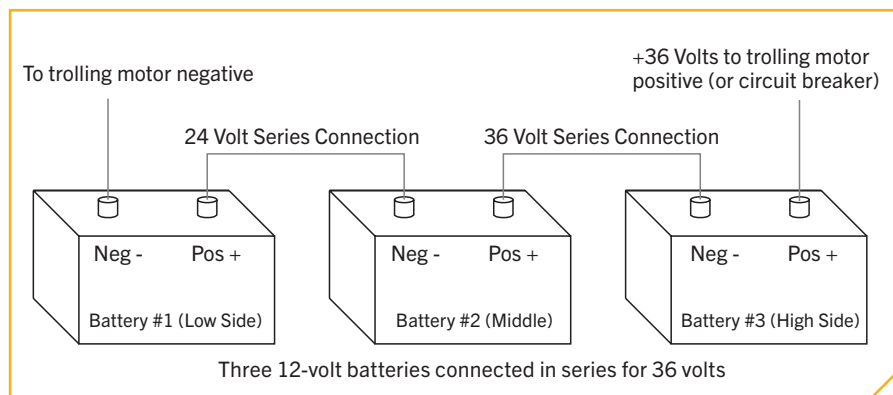 To trolling motor negative
+36 Volts to trolling motor
positive (or circuit breaker)
24 Volt Series Connection
36 Volt Series Connection
Neg -
Pos +
Neg -
Pos +
Neg -
Pos +
Battery #1 (Low Side)
Battery #2 (Middle)
Battery #3 (High Side)
Three 12-volt batteries connected in series for 36 volts